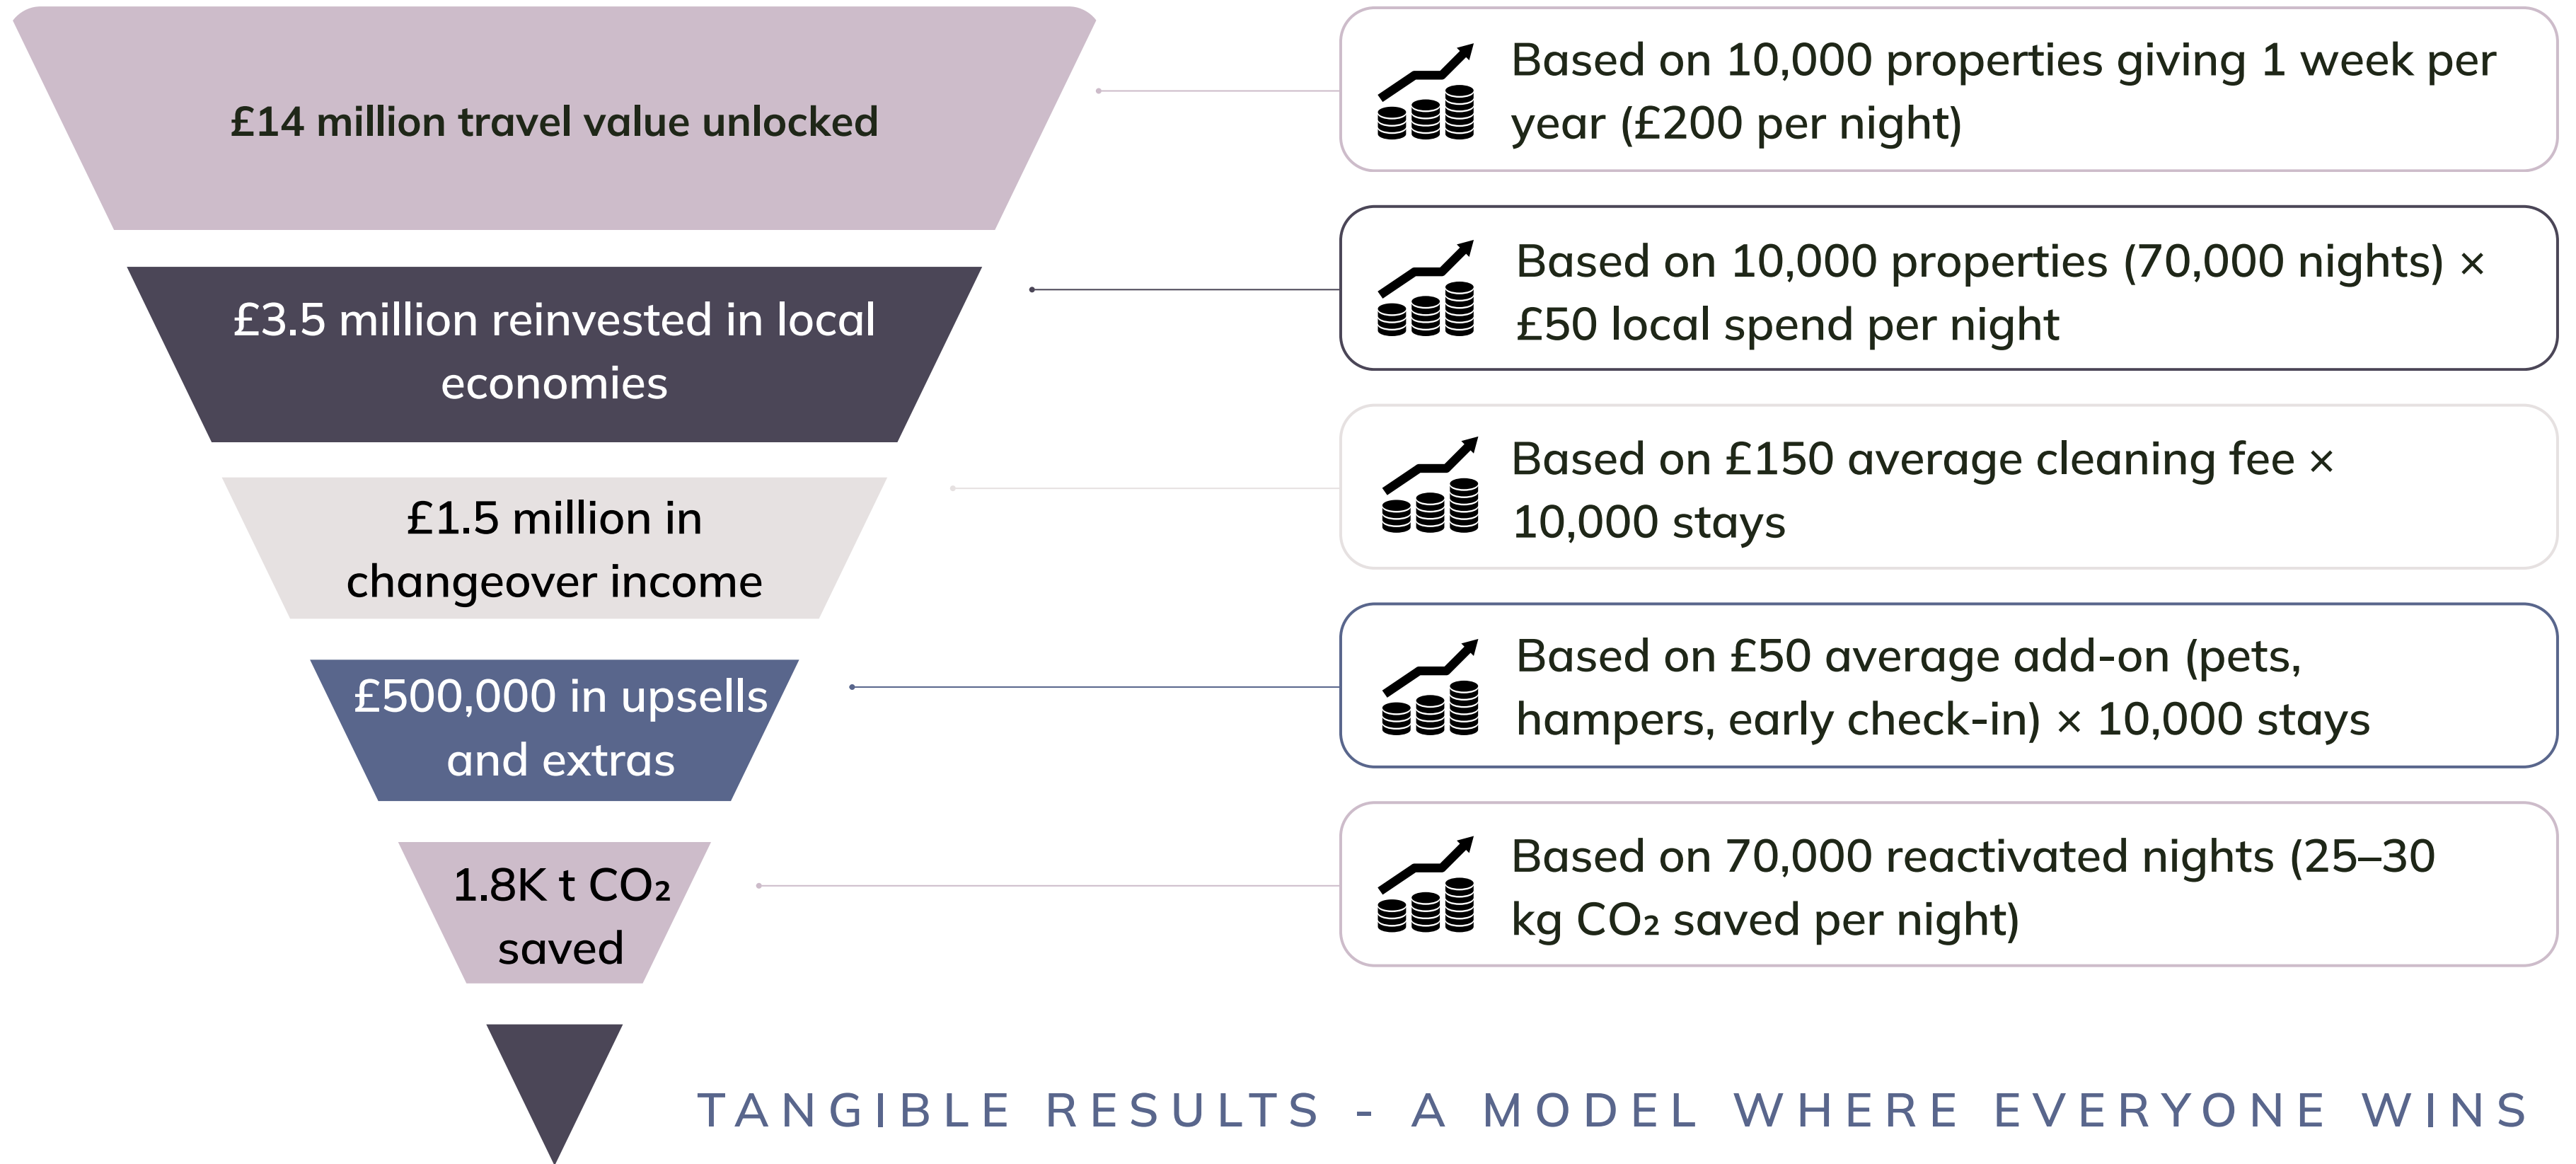 £14 million travel value unlocked
Based on 10,000 properties giving 1 week per
year (£200 per night)
£3.5 million reinvested in local
economies
Based on 10,000 properties (70,000 nights) ×
£50 local spend per night
£1.5 million in
changeover income
Based on £150 average cleaning fee ×
10,000 stays
£500,000 in upsells
and extras
Based on £50 average add-on (pets,
hampers, early check-in) × 10,000 stays
1.8K t CO₂
saved
Based on 70,000 reactivated nights (25–30
kg CO₂ saved per night)
TANGIBLE RESULTS - A MODEL WHERE EVERYONE WINS